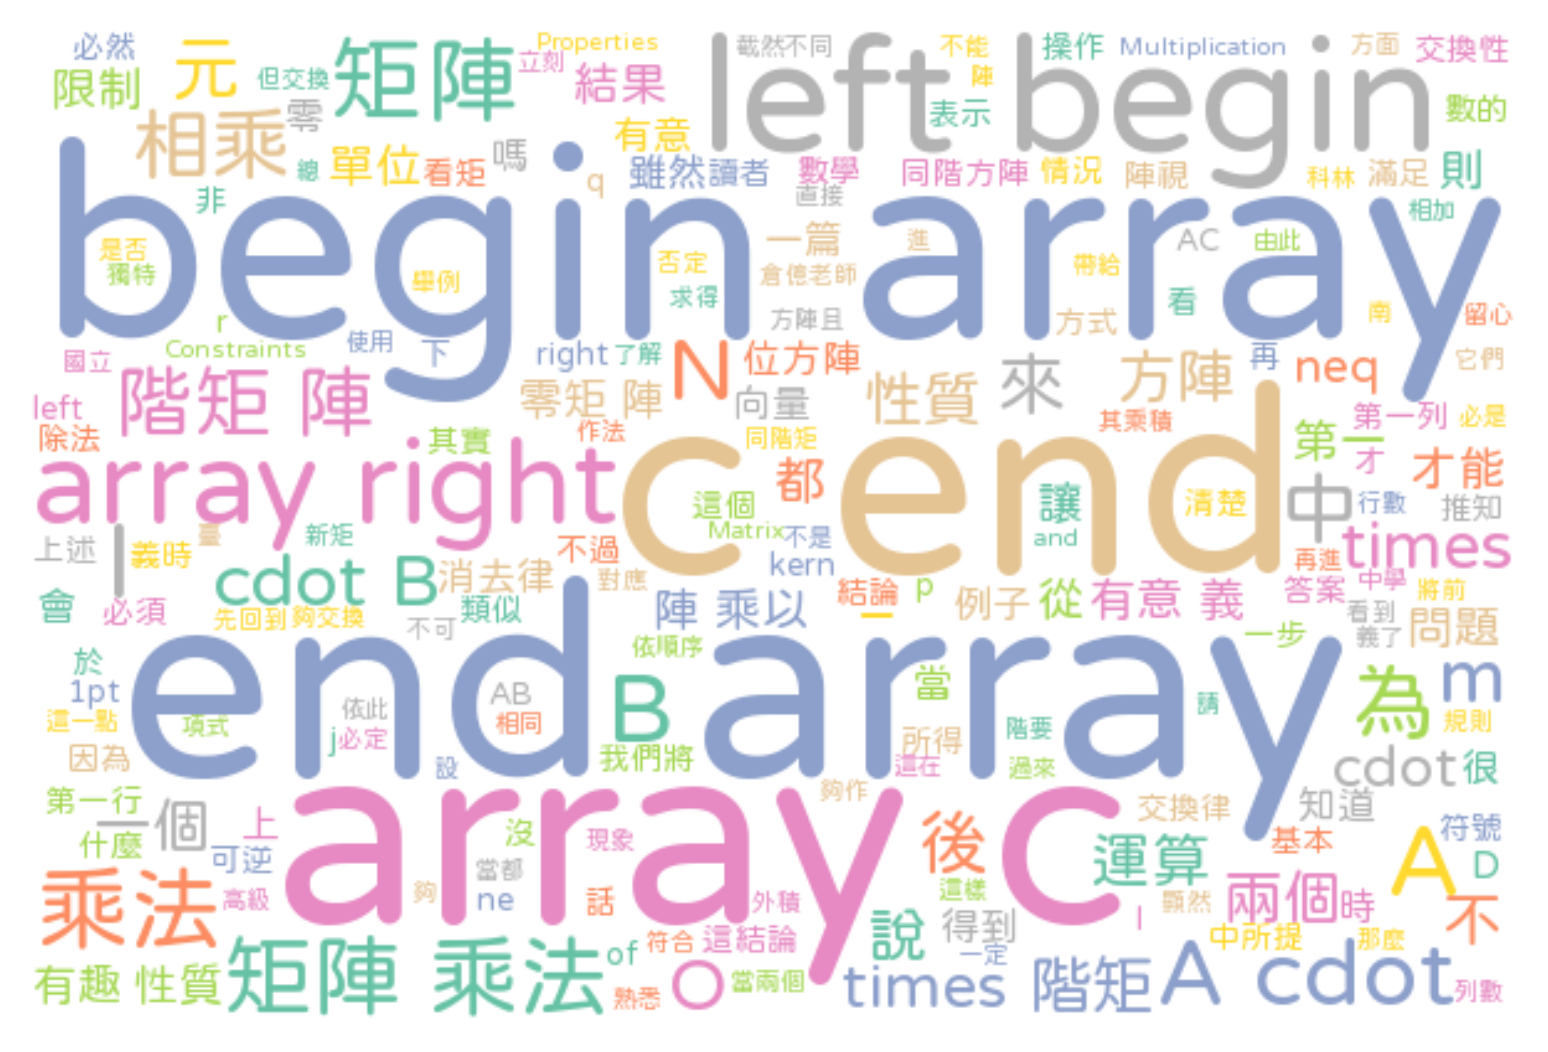 必然 元 Properties 截然不同 不能 操作 Multiplication 方面 交換性
限制 但交換 矩陣 立刻 結果 left begin 陣 數的
零 表示
相乘 有意
總 單位 看矩 嗎 雖然讀者 數學 同階方陣 情況 陣視 科林 滿足 則
非 q 直接 相加
begin array
是否 一篇 進 AC 由此
獨特 舉例 否定 倉億老師 帶給
求得 看
r 方陣且 方式 南 留心
Constraints 使用 下 right 了解 N 位方陣 再 neq 它們
國立 階矩 陣 零矩 陣 向量 性質 來 方陣
left 其乘積 第一列 必是
除法 其實 作法 同階矩 第一 才
array right c end 都 才能
這個 讓 清楚 中 行數 推知
上述 臺 新矩 Matrix 不是 and times
l 義時 不過 kern 再進
會 必須 cdot B 消去律 對應 結論 p 例子 從 有意 義 答案 中學 將前
先回到 夠交換 類似 陣 乘以 一 看到
不可 依順序 一步 義了 問題
於 end array
1pt 依此 AB B 當 請 為 m
這一點 項式 相同 階要 規則
因為 j 必定 設 我們將 所得 這在 過來 cdot 很
第一行 一個 上 夠作 交換律 知道
什麼 可逆 沒 現象 array c 後 運算 基本 A 符號
當都 D
乘法 高級 夠 ne 話 外積 這樣 l 顯然 兩個 時 不
矩陣 乘法 of 符合 這結論 說 得到 一定 中所提 那麼
有趣 性質 熟悉 O 當兩個 times 階矩 A cdot 列數